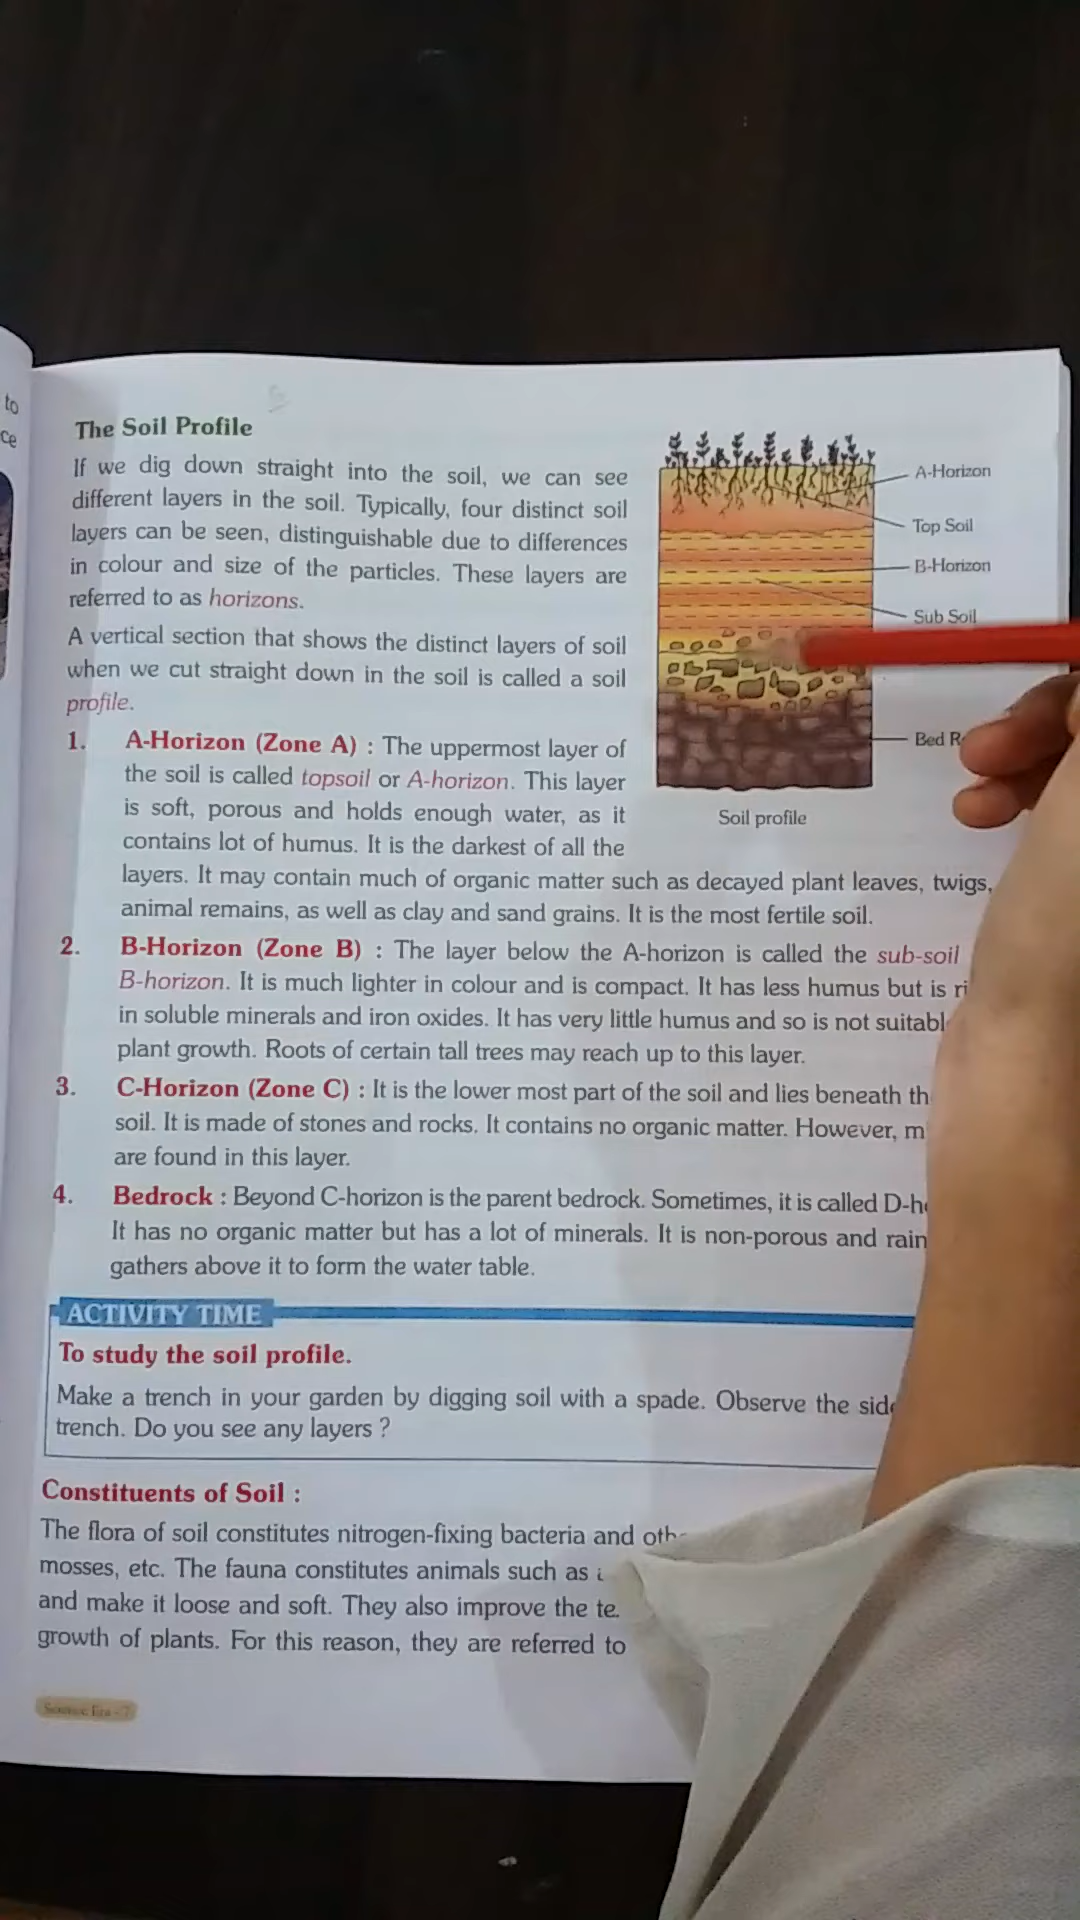 to
ce
The Soil Profile
If we dig down straight into the soil, we can see
different layers in the soil. Typically, four distinct soil
layers can be seen, distinguishable due to differences
in colour and size of the particles. These layers are
referred to as horizons.
A vertical section that shows the distinct layers of soil
when we cut straight down in the soil is called a soil
profile.
A-Horizon
Top Soil
B-Horizon
Sub Soil
Bed
Soil profile
1. A-Horizon (Zone A) : The uppermost layer of
the soil is called topsoil or A-horizon. This layer
is soft, porous and holds enough water, as it
contains lot of humus. It is the darkest of all the
layers. It may contain much of organic matter such as decayed plant leaves, twigs,
animal remains, as well as clay and sand grains. It is the most fertile soil.
2. B-Horizon (Zone B) : The layer below the A-horizon is called the sub-soil
B-horizon. It is much lighter in colour and is compact. It has less humus but is
in soluble minerals and iron oxides. It has very little humus and so is not
plant growth. Roots of certain tall trees may reach up to this layer.
3. C-Horizon (Zone C) : It is the lower most part of the soil and lies beneath
soil. It is made of stones and rocks. It contains no organic matter. However,
are found in this layer.
4. Bedrock : Beyond C-horizon is the parent bedrock. Sometimes, it is called
It has no organic matter but has a lot of minerals. It is non-porous and rain
gathers above it to form the water table.
ACTIVITY TIME
To study the soil profile.
Make a trench in your garden by digging soil with a spade. Observe the
trench. Do you see any layers ?
Constituents of Soil :
The flora of soil constitutes nitrogen-fixing bacteria and
mosses, etc. The fauna constitutes animals such as
and make it loose and soft. They also improve the
growth of plants. For this reason, they are referred to
Science Era - 7